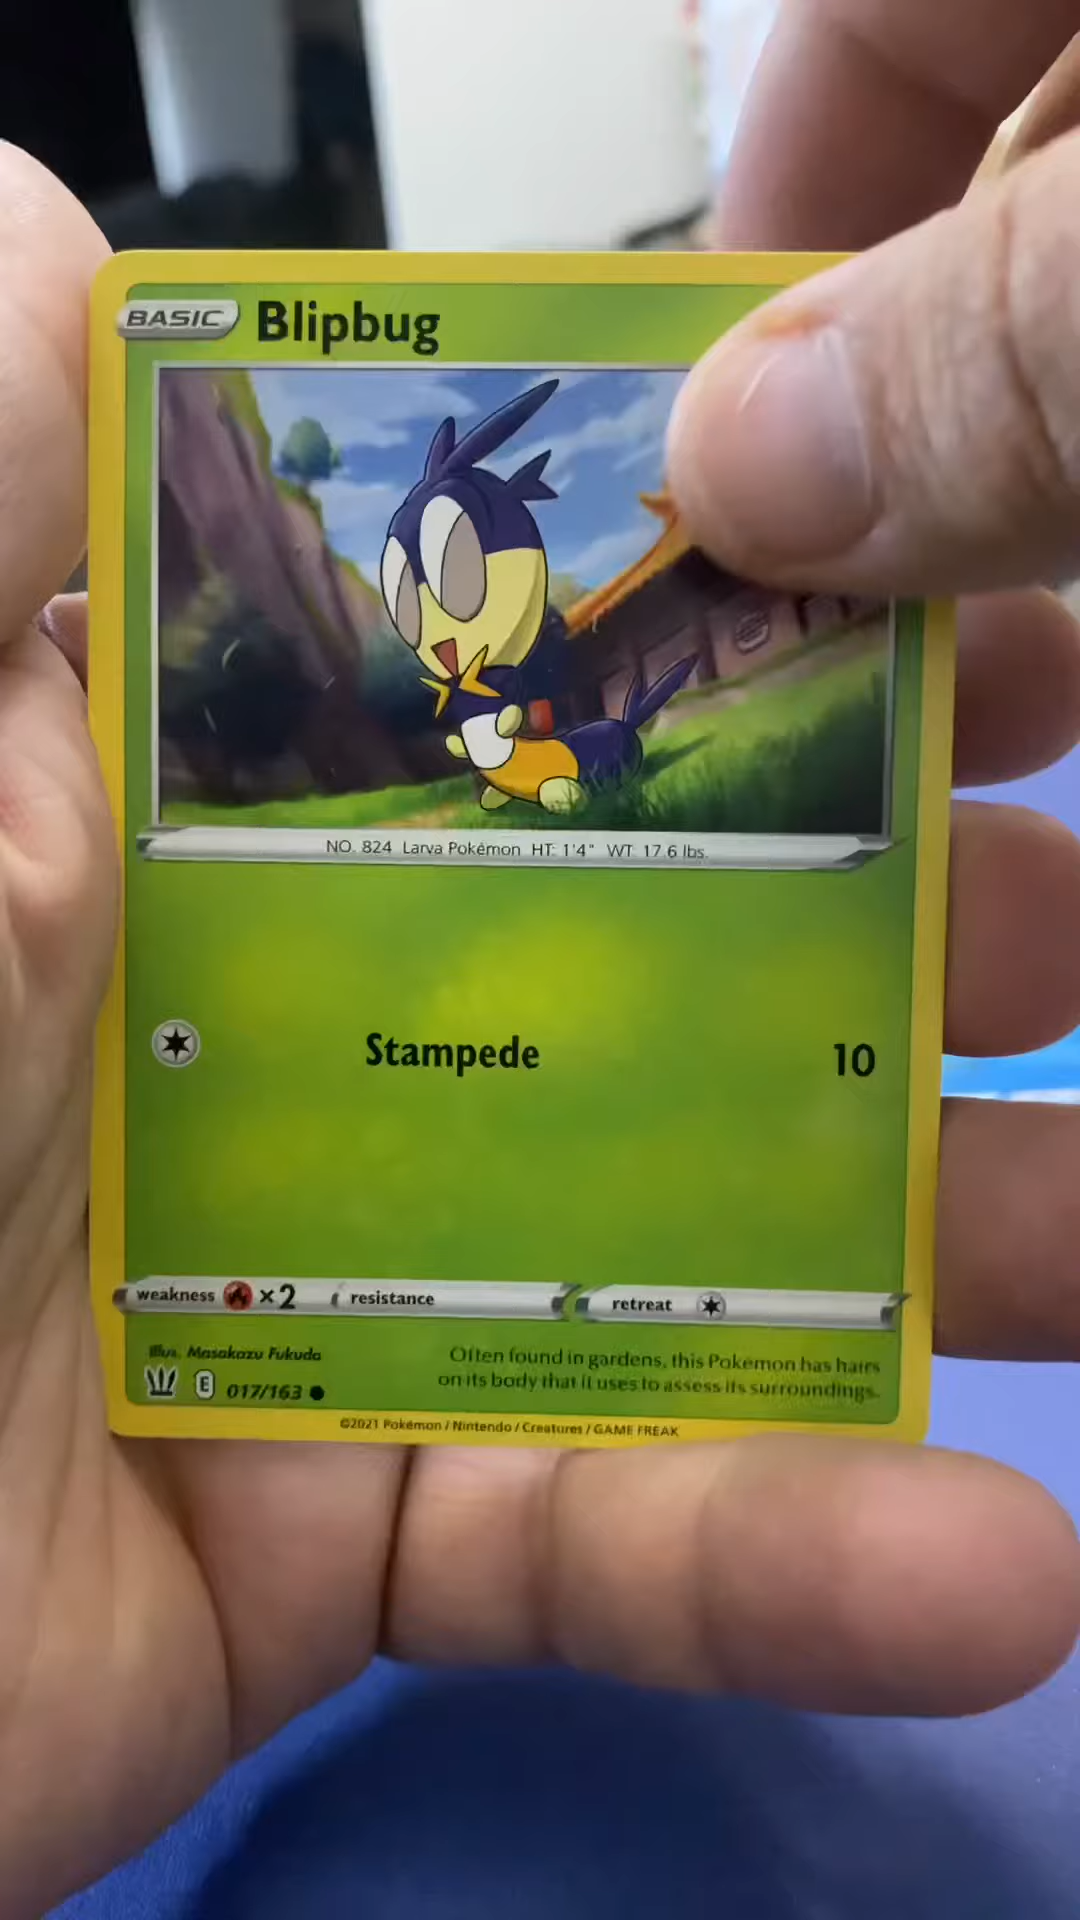 BASIC Blipbug
NO. 824 Larva Pokémon HT: 1'4" WT: 17.6 lbs.
Stampede 10
weakness ×2 resistance retreat
Illus. Masakazu Fukuda
Often found in gardens, this Pokémon has hairs
on its body that it uses to assess its surroundings.
E 017/163
©2021 Pokémon / Nintendo / Creatures / GAME FREAK